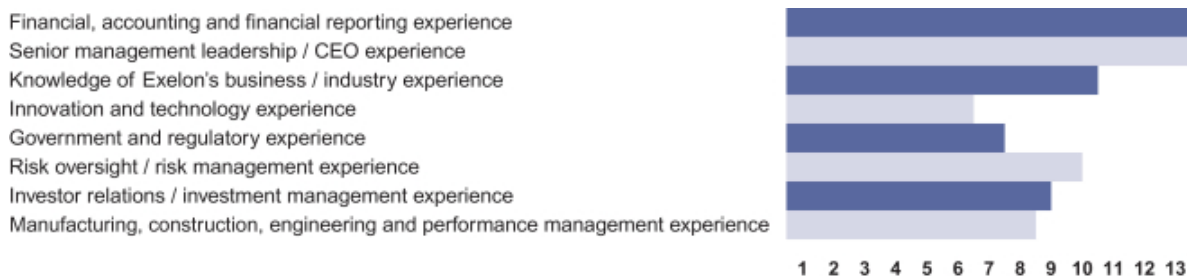 Financial, accounting and financial reporting experience
Senior management leadership / CEO experience
Knowledge of Exelon's business / industry experience
Innovation and technology experience
Government and regulatory experience
Risk oversight / risk management experience
Investor relations / investment management experience
Manufacturing, construction, engineering and performance management experience
1 2 3 4 5 6 7 8 9 10 11 12 13